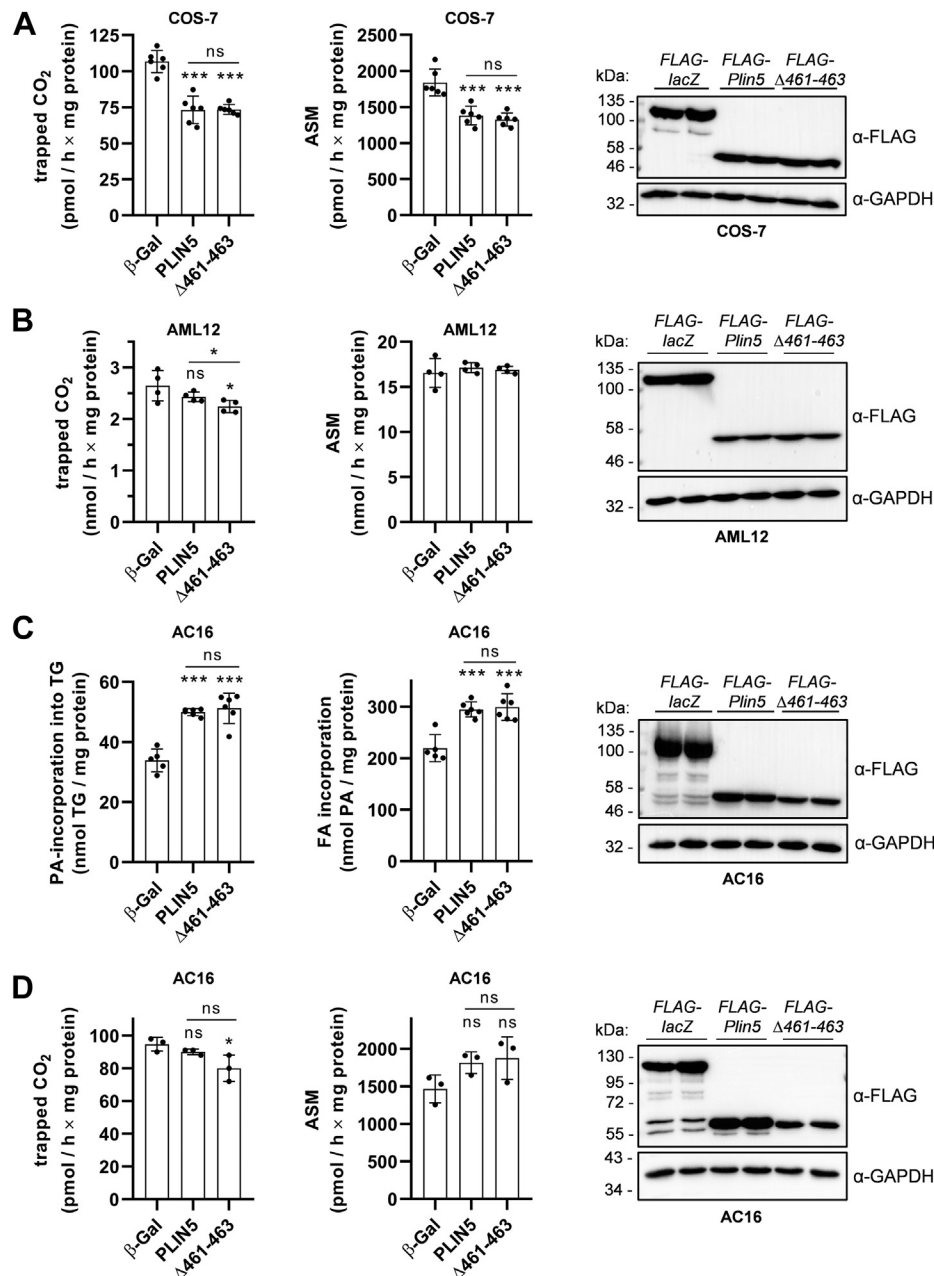 A
COS-7
trapped CO2
(pmol / h × mg protein)
125
100
75
50
25
0
ns
*** ***
β-Gal
PLIN5
Δ461-463
ASM
(pmol / h × mg protein)
2500
2000
1500
1000
500
0
ns
*** ***
β-Gal
PLIN5
Δ461-463
kDa:
FLAG-lacZ
FLAG-Plin5
FLAG-Δ461-463
135 -
100 -
58 -
46 -
32 -
α-FLAG
α-GAPDH
COS-7
B
AML12
trapped CO2
(nmol / h × mg protein)
3
2
1
0
*
ns *
β-Gal
PLIN5
Δ461-463
AML12
ASM
(nmol / h × mg protein)
20
15
10
5
0
β-Gal
PLIN5
Δ461-463
kDa:
FLAG-lacZ
FLAG-Plin5
FLAG-Δ461-463
135 -
100 -
58 -
46 -
32 -
α-FLAG
α-GAPDH
AML12
C
AC16
PA-incorporation into TG
(nmol TG / mg protein)
60
40
20
0
ns
*** ***
β-Gal
PLIN5
Δ461-463
AC16
FA incorporation
(nmol PA / mg protein)
300
200
100
0
ns
*** ***
β-Gal
PLIN5
Δ461-463
kDa:
FLAG-lacZ
FLAG-Plin5
FLAG-Δ461-463
135 -
100 -
58 -
46 -
32 -
α-FLAG
α-GAPDH
AC16
D
AC16
trapped CO2
(pmol / h × mg protein)
100
80
60
40
20
0
ns
ns *
β-Gal
PLIN5
Δ461-463
AC16
ASM
(pmol / h × mg protein)
2000
1500
1000
500
0
ns
ns ns
β-Gal
PLIN5
Δ461-463
kDa:
FLAG-lacZ
FLAG-Plin5
FLAG-Δ461-463
130 -
95 -
72 -
55 -
43 -
34 -
α-FLAG
α-GAPDH
AC16